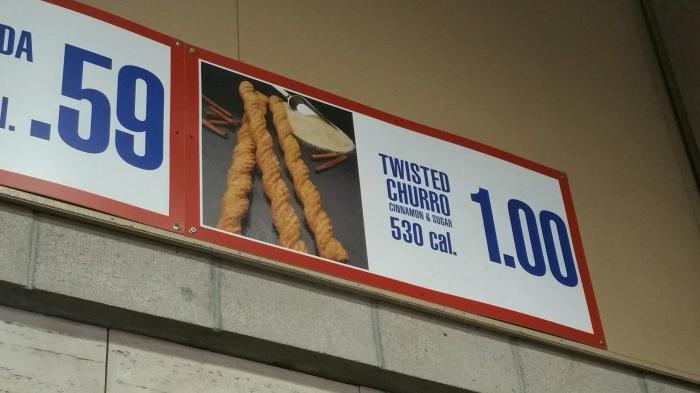 DA
.59
TWISTED
CHURRO
CINNAMON & SUGAR
530 cal.
1.00